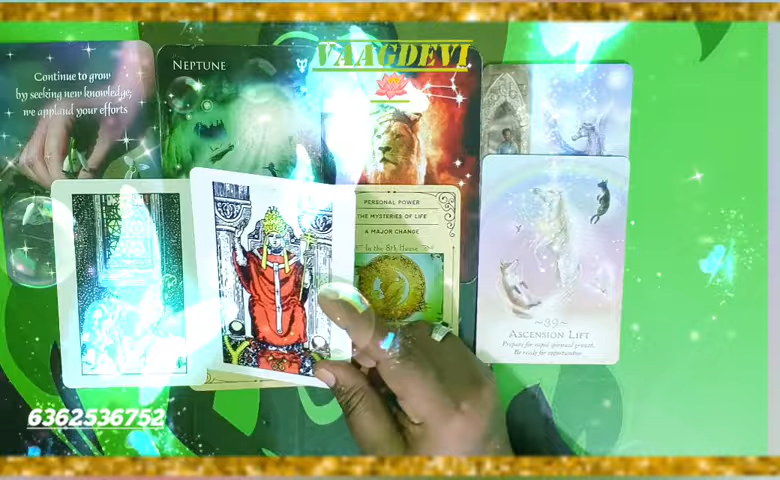 VAAGDEVI
Continue to grow
by seeking new knowledge;
we applaud your efforts
NEPTUNE
PERSONAL POWER
THE MYSTERIES OF LIFE
A MAJOR CHANGE
In the 8th House
~39~
ASCENSION LIFT
Prepare for rapid spiritual growth.
Be ready for opportunities
6362536752